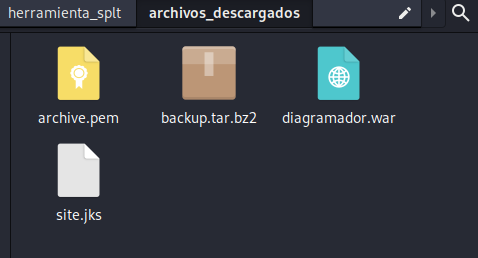 herramienta_splt archivos_descargados
archive.pem backup.tar.bz2 diagramador.war
site.jks